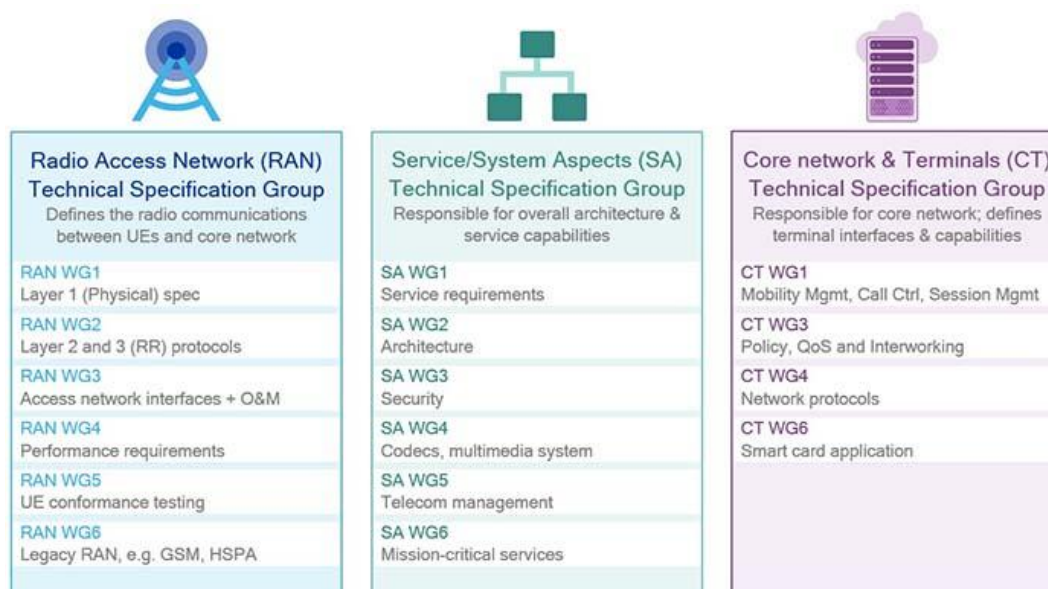 Radio Access Network (RAN)
Technical Specification Group
Defines the radio communications
between UEs and core network
RAN WG1
Layer 1 (Physical) spec
RAN WG2
Layer 2 and 3 (RR) protocols
RAN WG3
Access network interfaces + O&M
RAN WG4
Performance requirements
RAN WG5
UE conformance testing
RAN WG6
Legacy RAN, e.g. GSM, HSPA
Service/System Aspects (SA)
Technical Specification Group
Responsible for overall architecture &
service capabilities
SA WG1
Service requirements
SA WG2
Architecture
SA WG3
Security
SA WG4
Codecs, multimedia system
SA WG5
Telecom management
SA WG6
Mission-critical services
Core network & Terminals (CT)
Technical Specification Group
Responsible for core network; defines
terminal interfaces & capabilities
CT WG1
Mobility Mgmt, Call Ctrl, Session Mgmt
CT WG3
Policy, QoS and Interworking
CT WG4
Network protocols
CT WG6
Smart card application